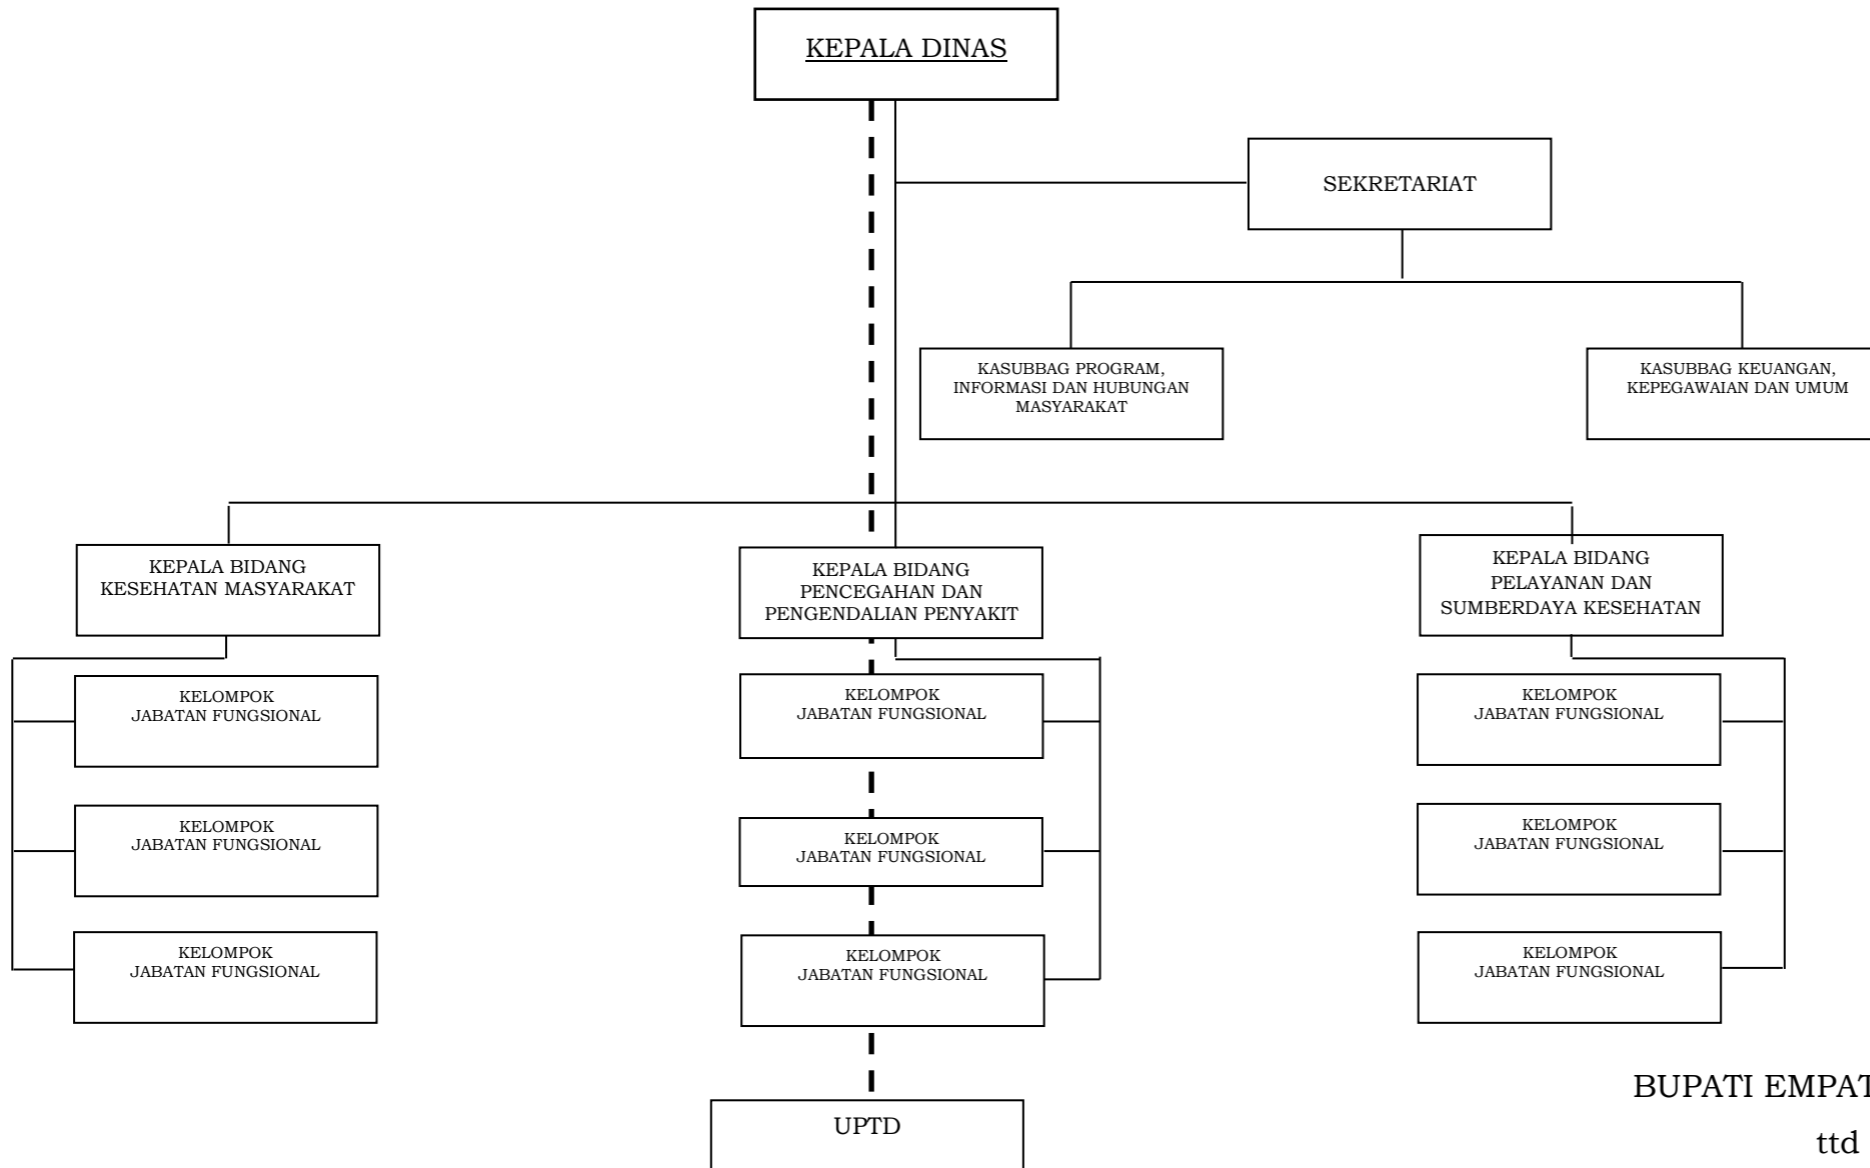 KEPALA DINAS
SEKRETARIAT
KASUBBAG PROGRAM,
INFORMASI DAN HUBUNGAN
MASYARAKAT
KASUBBAG KEUANGAN,
KEPEGAWAIAN DAN UMUM
KEPALA BIDANG
KESEHATAN MASYARAKAT
KEPALA BIDANG
PENCEGAHAN DAN
PENGENDALIAN PENYAKIT
KEPALA BIDANG
PELAYANAN DAN
SUMBERDAYA KESEHATAN
KELOMPOK
JABATAN FUNGSIONAL
KELOMPOK
JABATAN FUNGSIONAL
KELOMPOK
JABATAN FUNGSIONAL
KELOMPOK
JABATAN FUNGSIONAL
KELOMPOK
JABATAN FUNGSIONAL
KELOMPOK
JABATAN FUNGSIONAL
KELOMPOK
JABATAN FUNGSIONAL
KELOMPOK
JABATAN FUNGSIONAL
KELOMPOK
JABATAN FUNGSIONAL
BUPATI EMPAT
ttd
UPTD